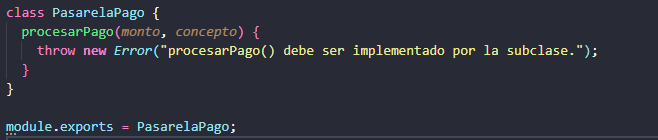 class PasarelaPago {
  procesarPago(monto, concepto) {
    throw new Error("procesarPago() debe ser implementado por la subclase.");
  }
}
module.exports = PasarelaPago;